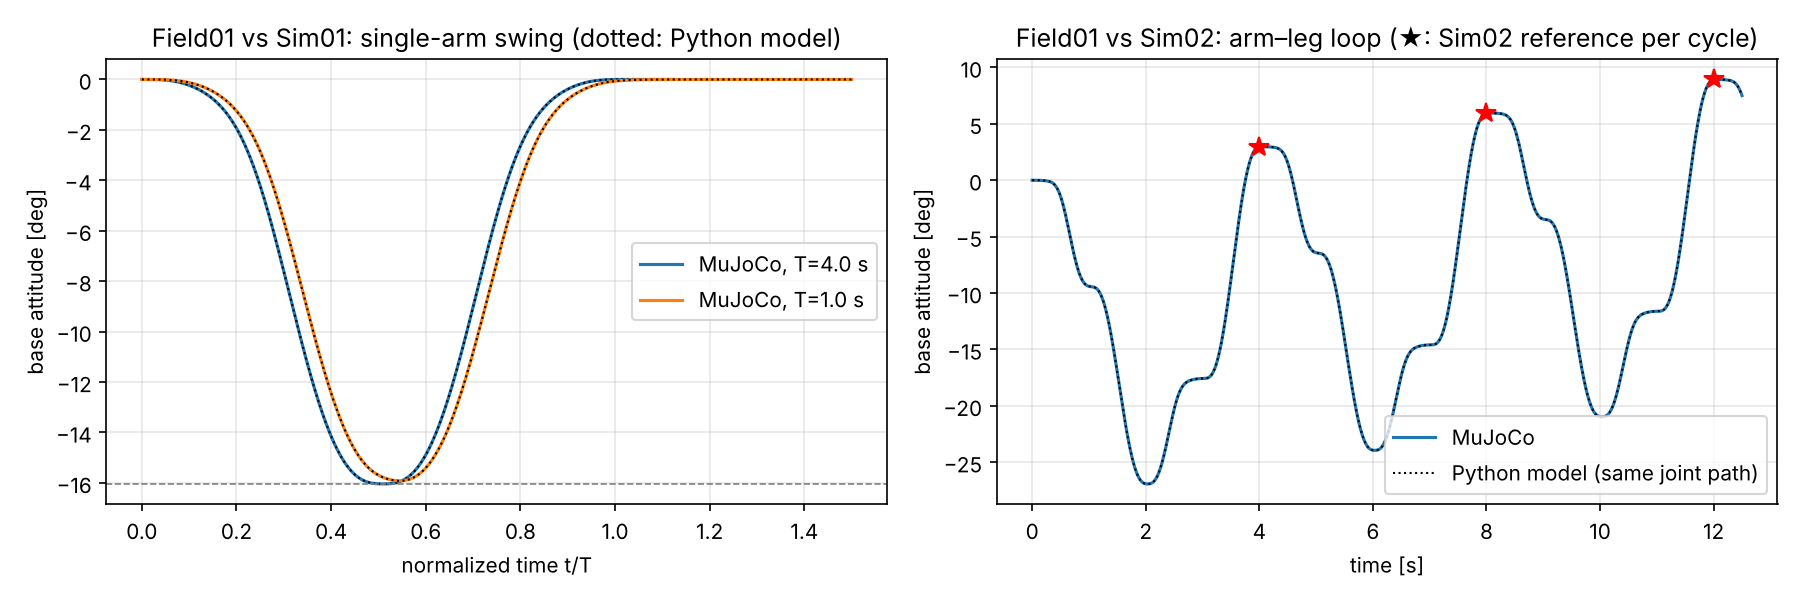 Field01 vs Sim01: single-arm swing (dotted: Python model)
base attitude [deg]
0
−2
−4
−6
−8
−10
−12
−14
−16
MuJoCo, T=4.0 s
MuJoCo, T=1.0 s
0.0 0.2 0.4 0.6 0.8 1.0 1.2 1.4
normalized time t/T
Field01 vs Sim02: arm–leg loop (★: Sim02 reference per cycle)
base attitude [deg]
10
5
0
−5
−10
−15
−20
−25
MuJoCo
Python model (same joint path)
0 2 4 6 8 10 12
time [s]